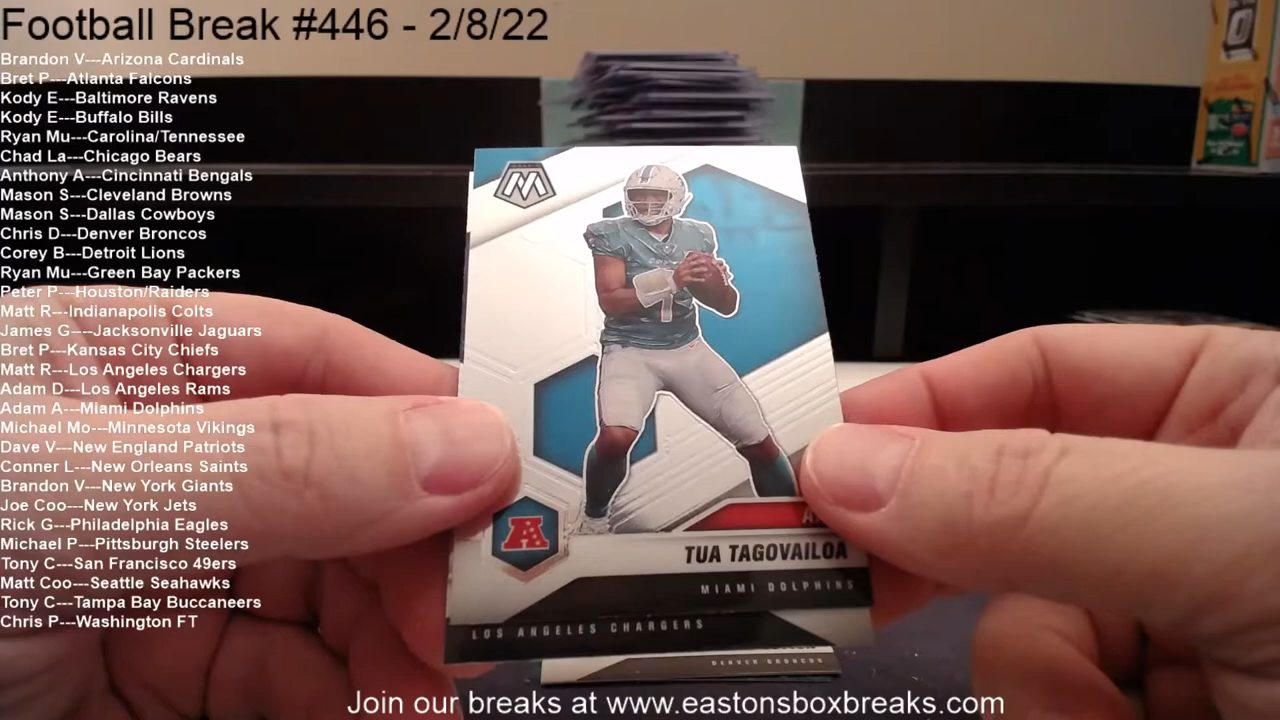 Football Break #446 - 2/8/22
Brandon V---Arizona Cardinals
Bret P---Atlanta Falcons
Kody E---Baltimore Ravens
Kody E---Buffalo Bills
Ryan Mu---Carolina/Tennessee
Chad La---Chicago Bears
Anthony A---Cincinnati Bengals
Mason S---Cleveland Browns
Mason S---Dallas Cowboys
Chris D---Denver Broncos
Corey B---Detroit Lions
Ryan Mu---Green Bay Packers
Peter P---Houston/Raiders
Matt R---Indianapolis Colts
James G----Jacksonville Jaguars
Bret P---Kansas City Chiefs
Matt R---Los Angeles Chargers
Adam D---Los Angeles Rams
Adam A---Miami Dolphins
Michael Mo---Minnesota Vikings
Dave V---New England Patriots
Conner L---New Orleans Saints
Brandon V---New York Giants
Joe Coo---New York Jets
Rick G---Philadelphia Eagles
Michael P---Pittsburgh Steelers
Tony C---San Francisco 49ers
Matt Coo---Seattle Seahawks
Tony C---Tampa Bay Buccaneers
Chris P---Washington FT
M
A
TUA TAGOVAILOA
MIAMI DOLPHINS
LOS ANGELES CHARGERS
DENVER BRONCOS
Join our breaks at www.eastonsboxbreaks.com